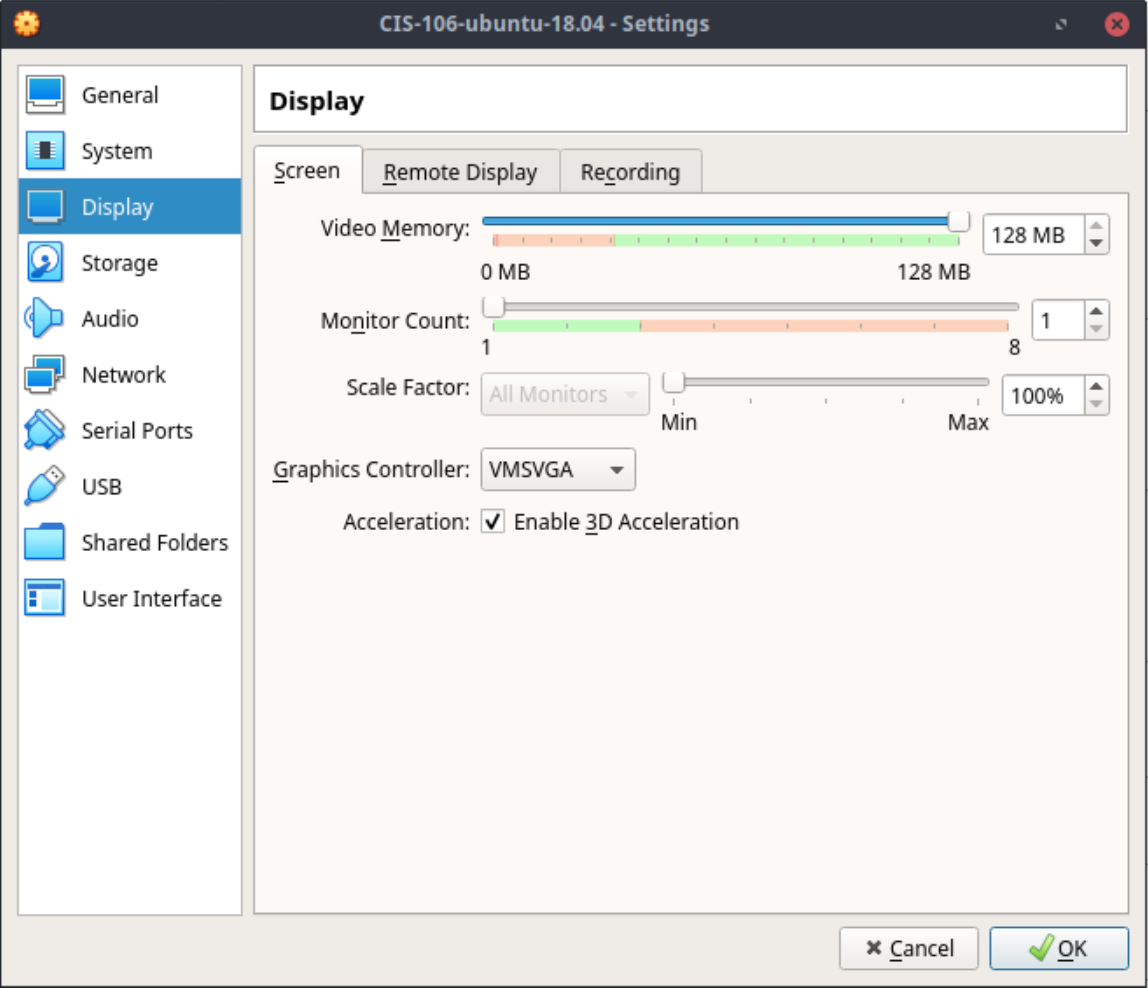 CIS-106-ubuntu-18.04 - Settings
General
System
Display
Storage
Audio
Network
Serial Ports
USB
Shared Folders
User Interface
Display
Screen Remote Display Recording
Video Memory: 128 MB
0 MB 128 MB
Monitor Count: 1
1 8
Scale Factor: All Monitors 100%
Min Max
Graphics Controller: VMSVGA
Acceleration: Enable 3D Acceleration
Cancel OK